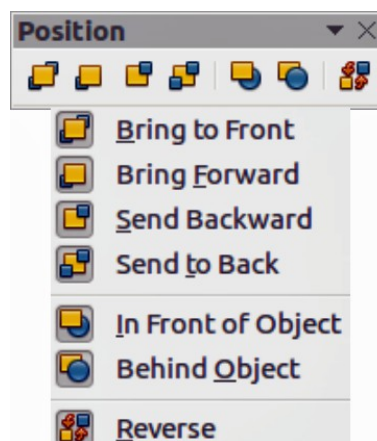 Position
Bring to Front
Bring Forward
Send Backward
Send to Back
In Front of Object
Behind Object
Reverse